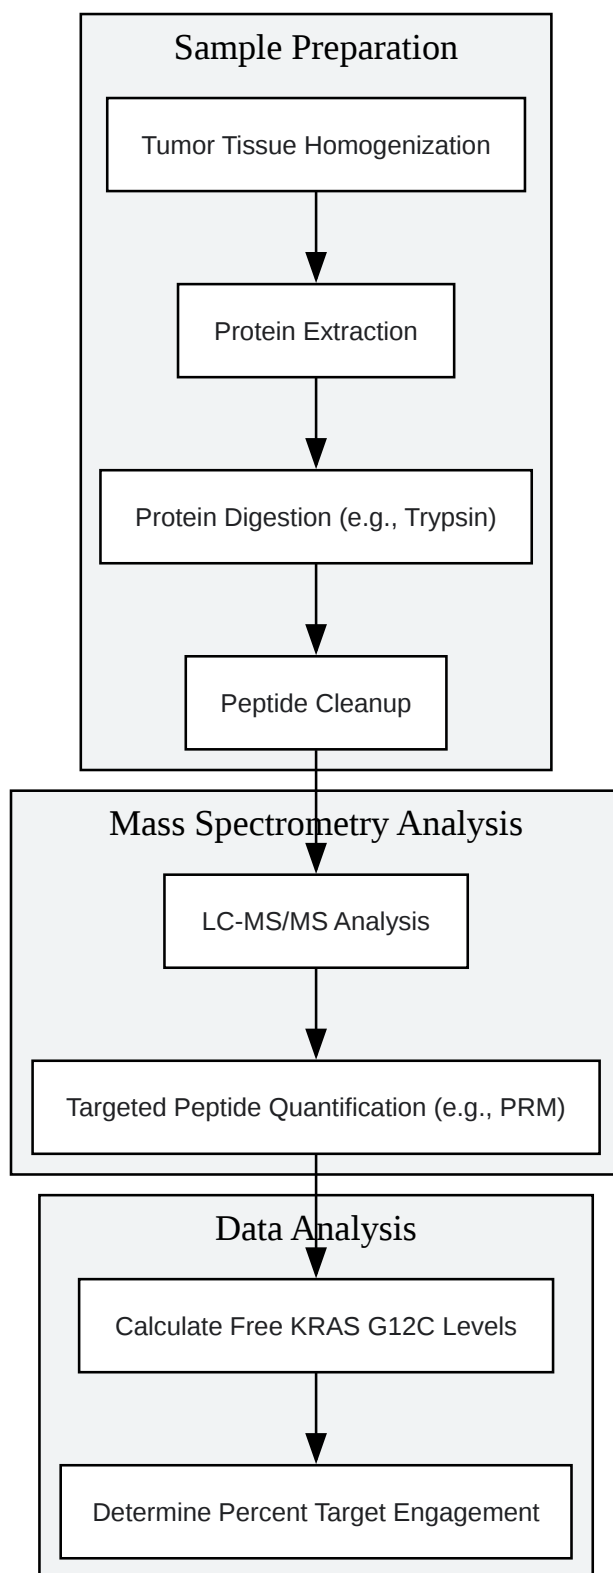 Sample Preparation
Tumor Tissue Homogenization
Protein Extraction
Protein Digestion (e.g., Trypsin)
Peptide Cleanup
Mass Spectrometry Analysis
LC-MS/MS Analysis
Targeted Peptide Quantification (e.g., PRM)
Data Analysis
Calculate Free KRAS G12C Levels
Determine Percent Target Engagement